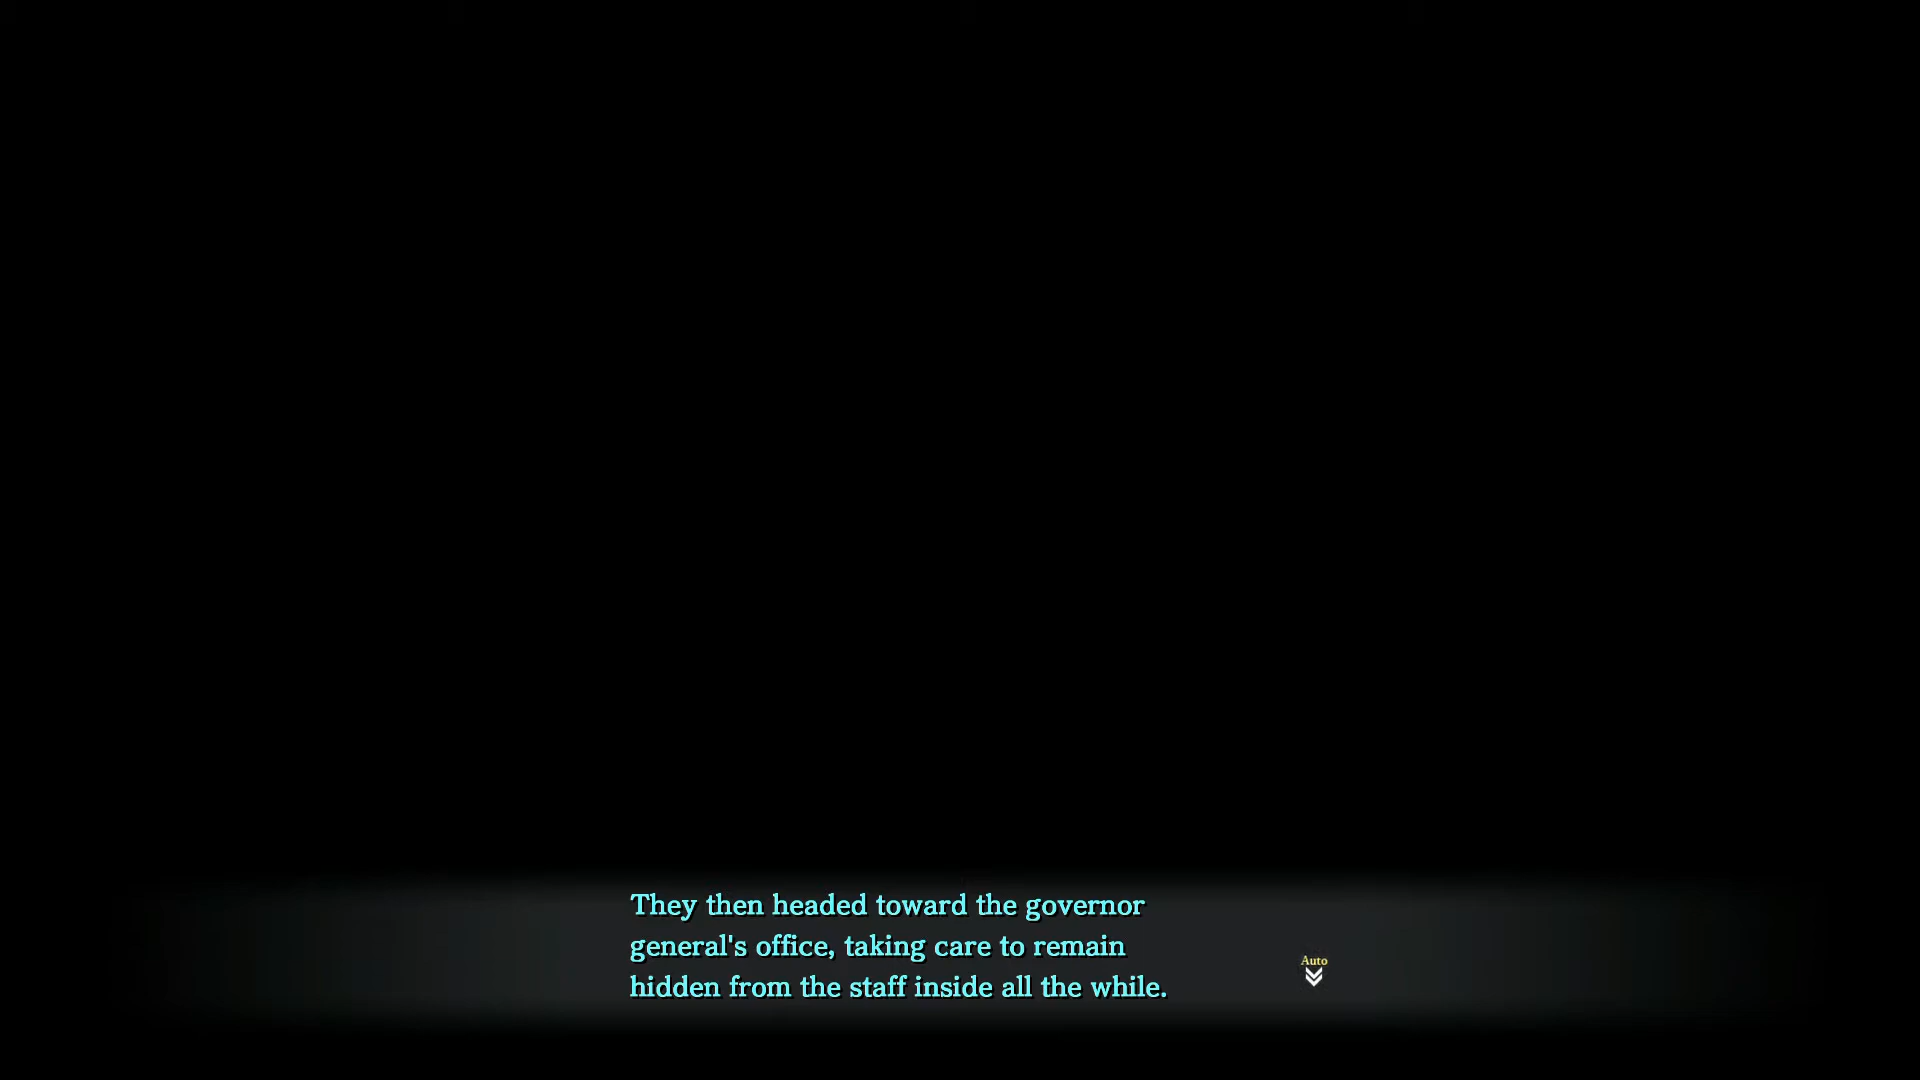 They then headed toward the governor
general's office, taking care to remain
hidden from the staff inside all the while.
Auto